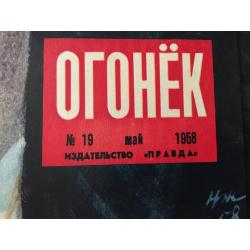 ОГОНЁК
№ 19 май 1958
ИЗДАТЕЛЬСТВО «ПРАВДА»